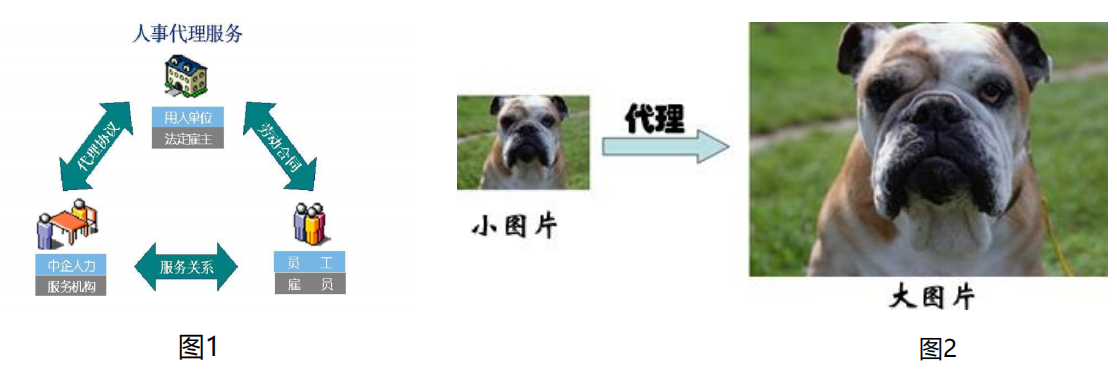 人事代理服务
用人单位
法定雇主
代理协议
劳动合同
中企人力
服务机构
服务关系
员 工
雇 员
图1
代理
小图片
大图片
图2